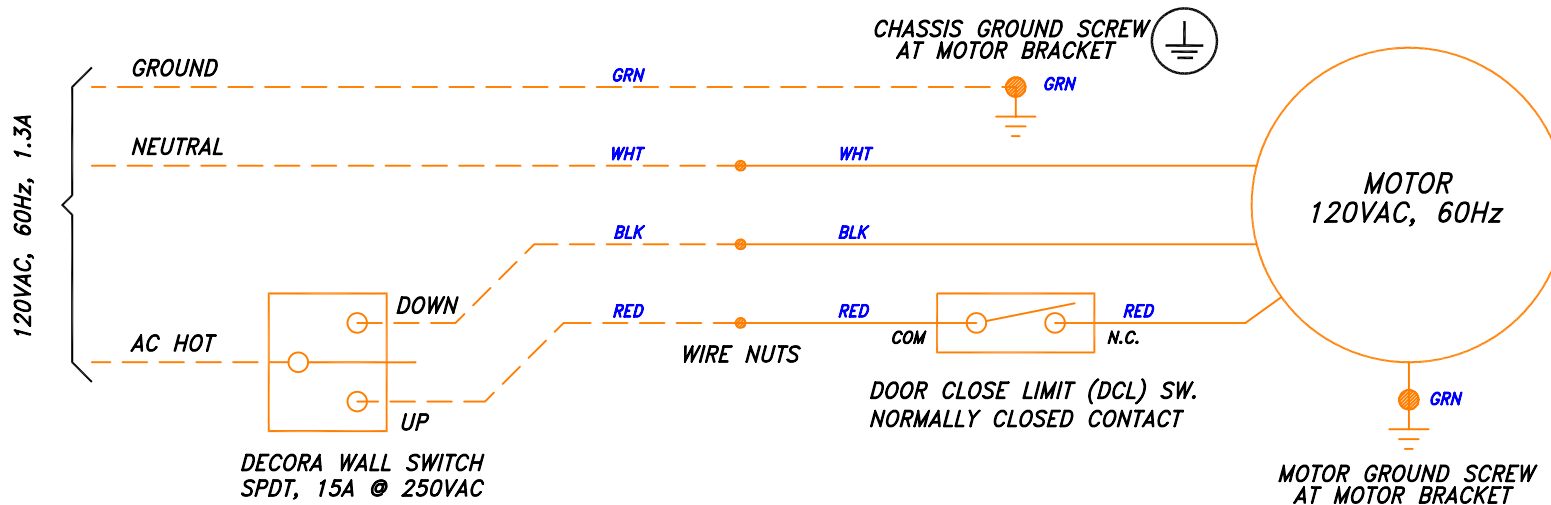 CHASSIS GROUND SCREW
AT MOTOR BRACKET
GROUND
GRN
GRN
120VAC, 60Hz, 1.3A
NEUTRAL
WHT
WHT
MOTOR
120VAC, 60Hz
BLK
BLK
DOWN
RED
RED
RED
AC HOT
COM
N.C.
WIRE NUTS
DOOR CLOSE LIMIT (DCL) SW.
NORMALLY CLOSED CONTACT
GRN
UP
DECORA WALL SWITCH
SPDT, 15A @ 250VAC
MOTOR GROUND SCREW
AT MOTOR BRACKET